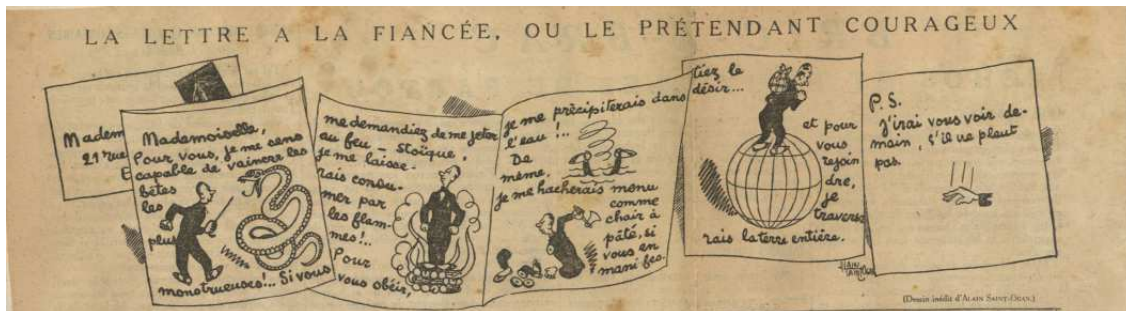 LA LETTRE A LA FIANCÉE, OU LE PRÉTENDANT COURAGEUX
Madem
21 rue
Mademoiselle,
Pour vous, je me sens
capable de vaincre les
bêtes
les
plus
monstrueuses!.. Si vous
me demandiez de me jeter
au feu – Stoïque,
je me laisse-
rais consu-
mer par
les flam-
mes!..
Pour
vous obéir,
je me précipiterais dans
l'eau!...
De
même,
je me hacherais menu
comme
chair à
pâté, si
vous en
manifes-
tiez le
désir...
et pour
vous
rejoin
dre,
je
traverse
rais la terre entière.
ALAIN
SAINT-OGAN
P.S.
J'irai vous voir de-
main, s'il ne pleut
pas.
(Dessin inédit d'ALAIN SAINT-OGAN.)